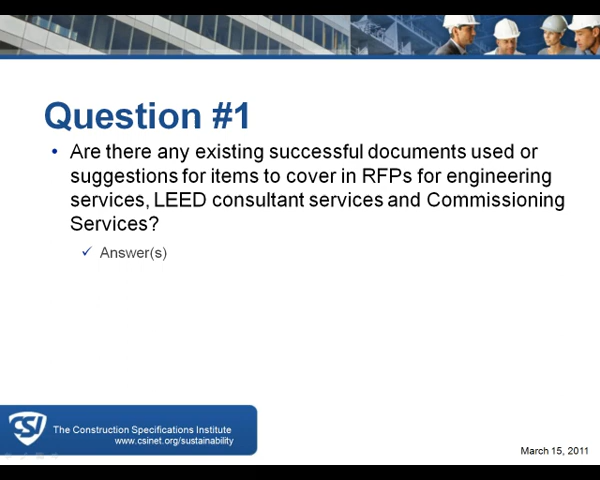 Question #1
• Are there any existing successful documents used or
suggestions for items to cover in RFPs for engineering
services, LEED consultant services and Commissioning
Services?
✓ Answer(s)
CSI
The Construction Specifications Institute
www.csinet.org/sustainability
March 15, 2011